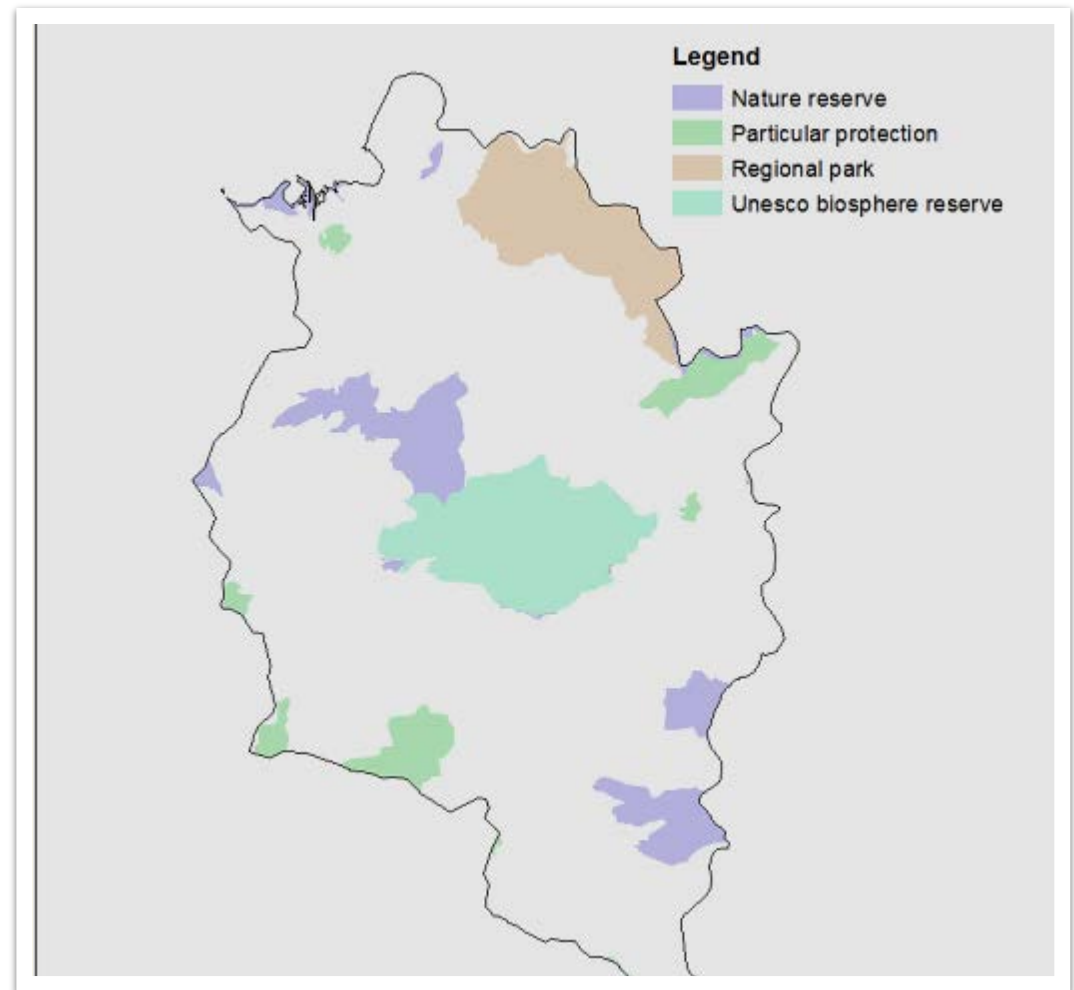 Legend
Nature reserve
Particular protection
Regional park
Unesco biosphere reserve